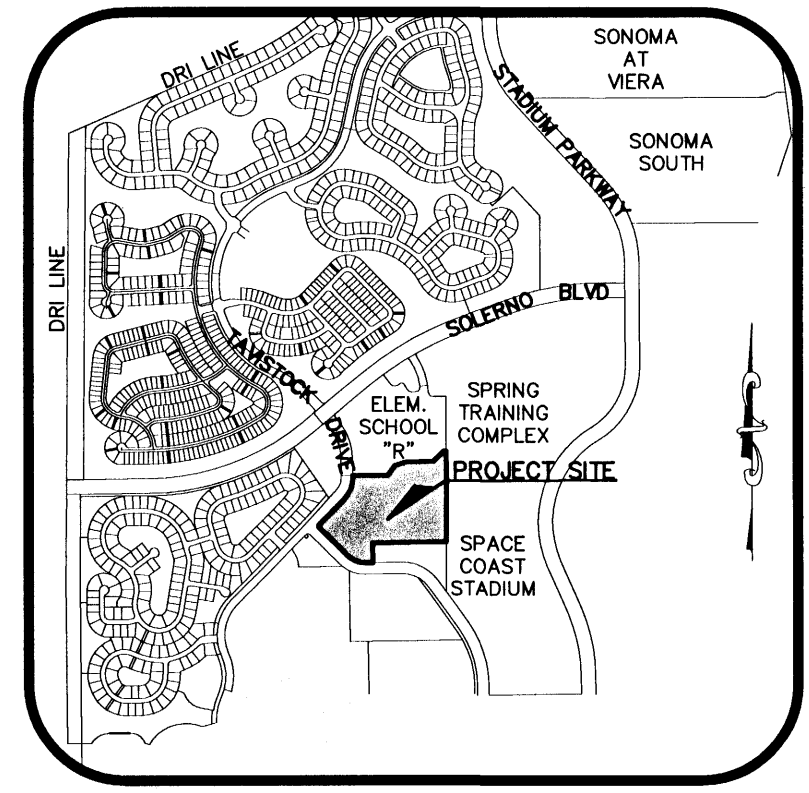 SONOMA
AT
VIERA
DRI LINE
STADIUM PARKWAY
SONOMA
SOUTH
DRI LINE
SOLERNO BLVD
TAVISTOCK DRIVE
ELEM.
SCHOOL
"R"
SPRING
TRAINING
COMPLEX
PROJECT SITE
SPACE
COAST
STADIUM